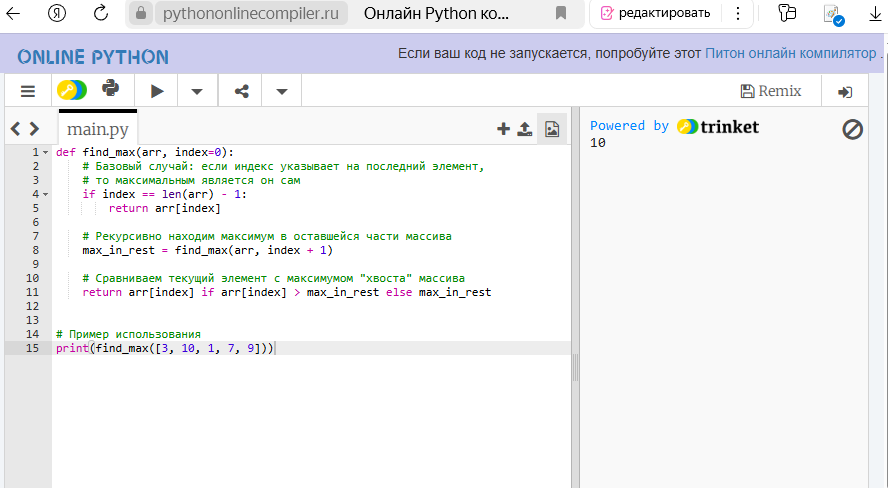 pythononlinecompiler.ru Онлайн Python ко... редактировать
ONLINE PYTHON
Если ваш код не запускается, попробуйте этот Питон онлайн компилятор .
Remix
main.py
Powered by trinket
10
1 def find_max(arr, index=0):
2 # Базовый случай: если индекс указывает на последний элемент,
3 # то максимальным является он сам
4 if index == len(arr) - 1:
5 return arr[index]
6
7 # Рекурсивно находим максимум в оставшейся части массива
8 max_in_rest = find_max(arr, index + 1)
9
10 # Сравниваем текущий элемент с максимумом "хвоста" массива
11 return arr[index] if arr[index] > max_in_rest else max_in_rest
12
13
14 # Пример использования
15 print(find_max([3, 10, 1, 7, 9]))